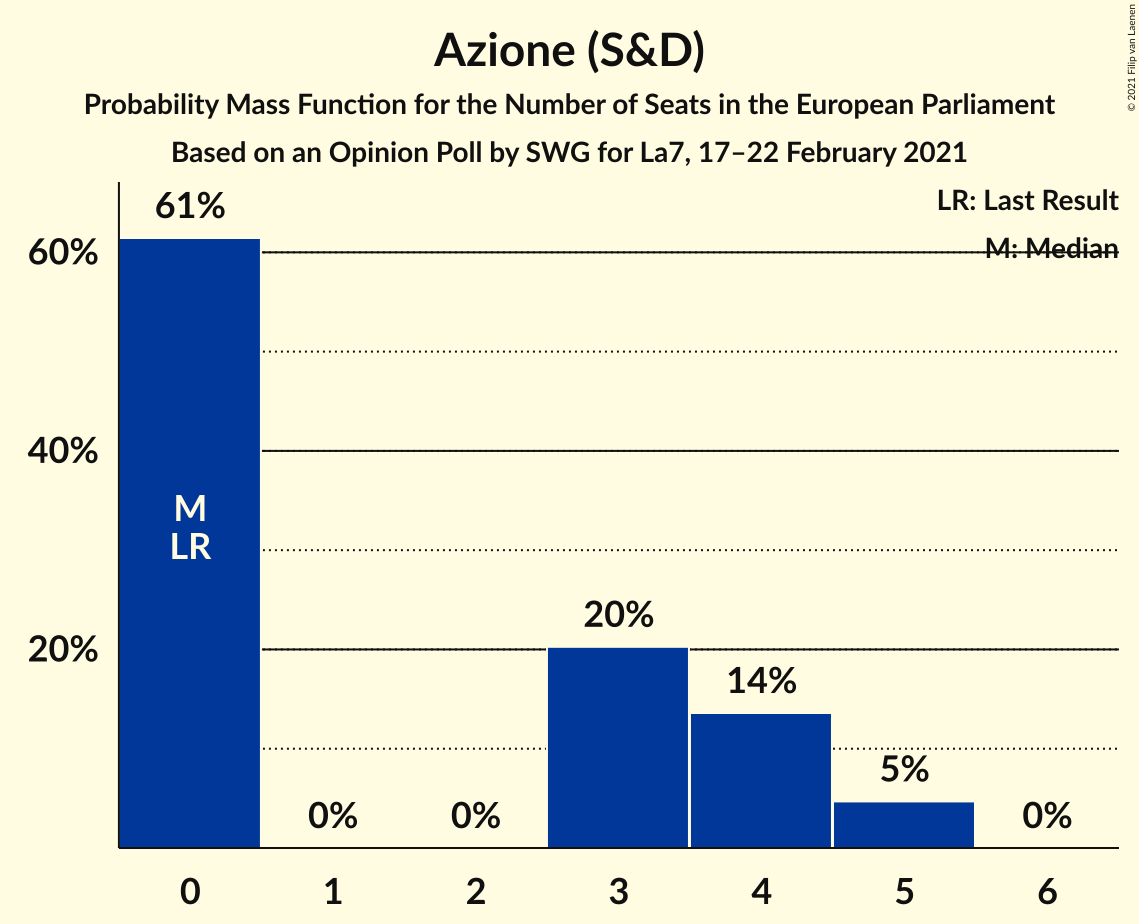 Azione (S&D)
Probability Mass Function for the Number of Seats in the European Parliament
Based on an Opinion Poll by SWG for La7, 17–22 February 2021
© 2021 Filip van Laenen
LR: Last Result
M: Median
61%
60%
40%
20%
M
LR
0%
0%
20%
14%
5%
0%
0 1 2 3 4 5 6